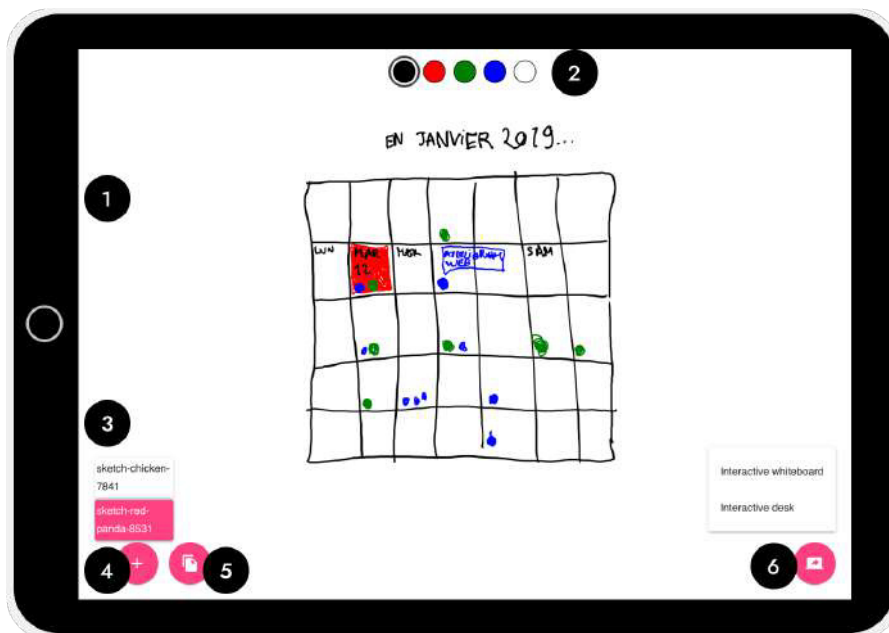 2
EN JANVIER 2019...
1
LUN
MAR
12
MER
WEB
SAM
3
sketch-chicken-
7841
sketch-red-
panda-8531
Interactive whiteboard
Interactive desk
4
+
5
6